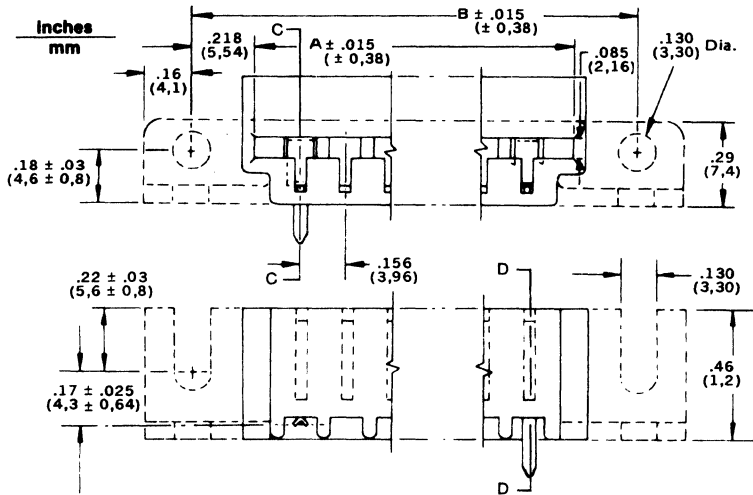 inches
mm
B ± .015
(± 0,38)
C
.218
(5,54)
A ± .015
(± 0,38)
.085
(2,16)
.130
(3,30) Dia.
.16
(4,1)
.18 ± .03
(4,6 ± 0,8)
.29
(7,4)
C
.156
(3,96)
D
.22 ± .03
(5,6 ± 0,8)
.130
(3,30)
.17 ± .025
(4,3 ± 0,64)
.46
(1,2)
D